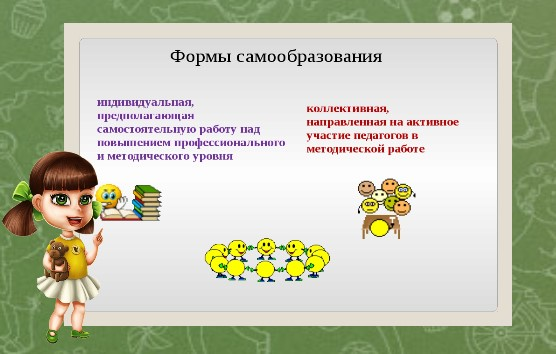 Формы самообразования
индивидуальная,
предполагающая
самостоятельную работу над
повышением профессионального
и методического уровня
коллективная,
направленная на активное
участие педагогов в
методической работе